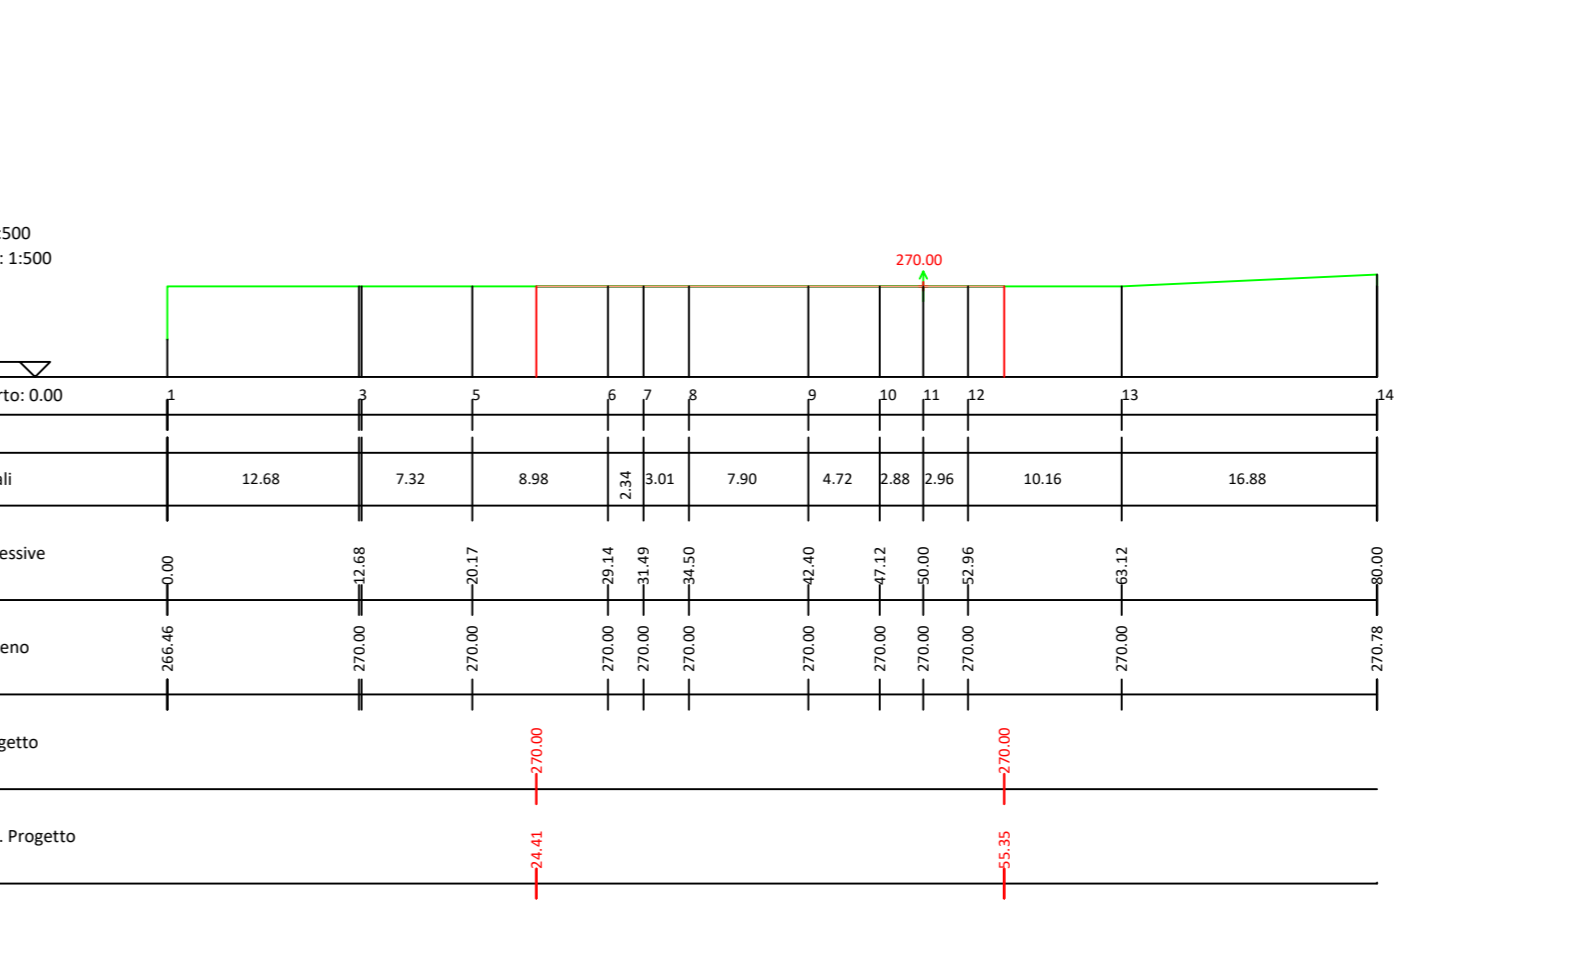 :500
: 1:500
270.00
rto: 0.00 1 3 5 6 7 8 9 10 11 12 13 14
ali 12.68 7.32 8.98 2.34 3.01 7.90 4.72 2.88 2.96 10.16 16.88
essive 0.00 12.68 20.17 29.14 31.49 34.50 42.40 47.12 50.00 52.96 63.12 80.00
eno 266.46 270.00 270.00 270.00 270.00 270.00 270.00 270.00 270.00 270.00 270.00 270.78
getto 270.00 270.00
. Progetto 24.41 55.35